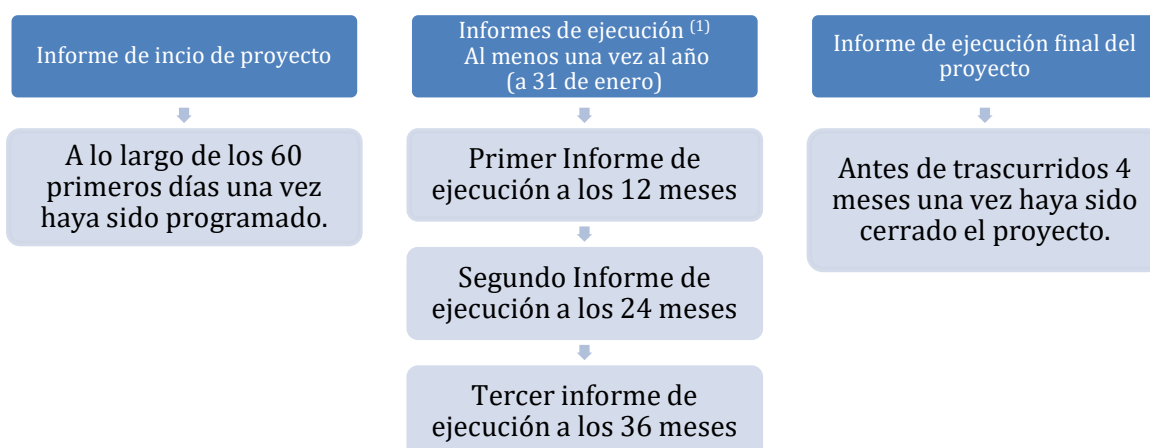 Informe de incio de proyecto
A lo largo de los 60
primeros días una vez
haya sido programado.
Informes de ejecución (1)
Al menos una vez al año
(a 31 de enero)
Primer Informe de
ejecución a los 12 meses
Segundo Informe de
ejecución a los 24 meses
Tercer informe de
ejecución a los 36 meses
Informe de ejecución final del
proyecto
Antes de trascurridos 4
meses una vez haya sido
cerrado el proyecto.